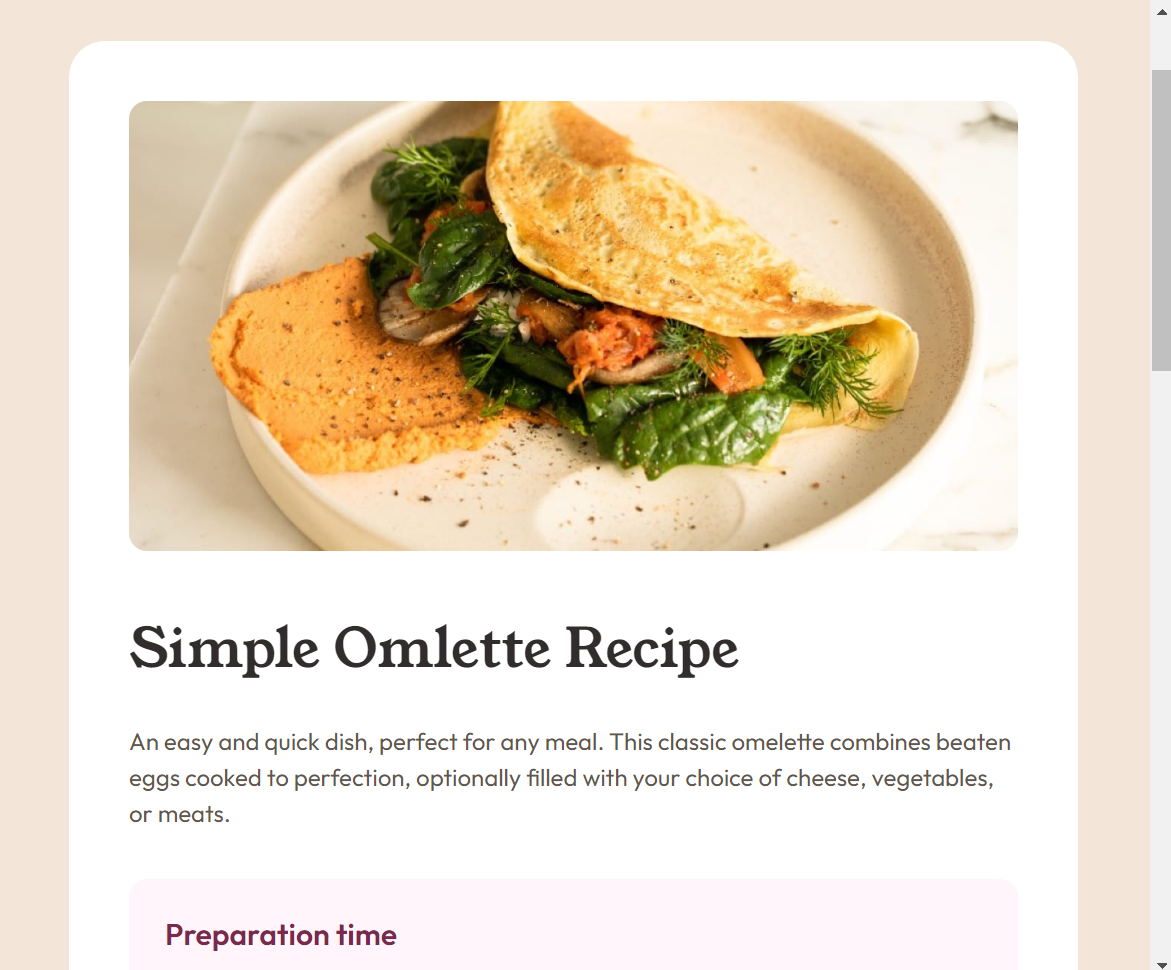 Simple Omlette Recipe
An easy and quick dish, perfect for any meal. This classic omelette combines beaten
eggs cooked to perfection, optionally filled with your choice of cheese, vegetables,
or meats.
Preparation time